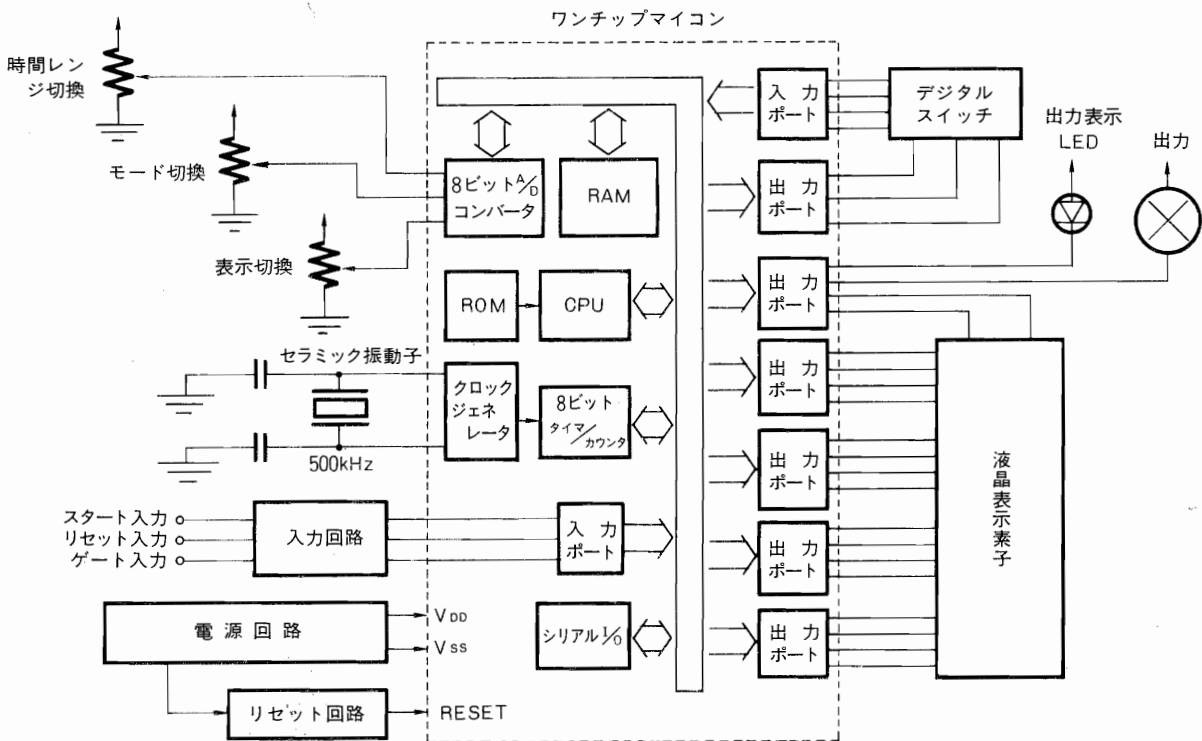 ワンチップマイコン
時間レン
ジ切換
モード切換
表示切換
8ビットA/D
コンバータ
RAM
ROM
CPU
セラミック振動子
500kHz
クロック
ジェネ
レータ
8ビット
タイマ/カウンタ
スタート入力
リセット入力
ゲート入力
入力回路
入力
ポート
電源回路
VDD
VSS
シリアルI/O
リセット回路
RESET
入力
ポート
デジタル
スイッチ
出力
ポート
出力表示
LED
出力
出力
ポート
出力
ポート
出力
ポート
出力
ポート
出力
ポート
液晶表示素子